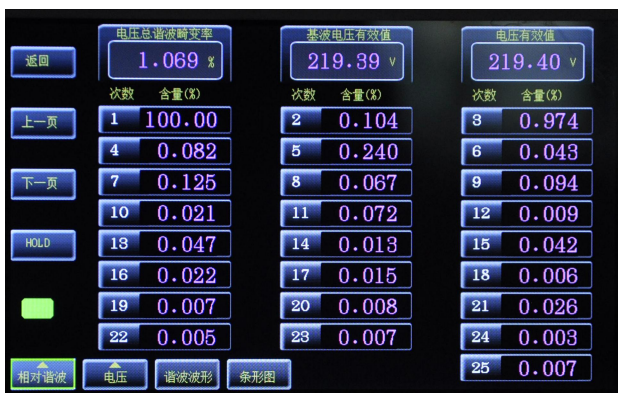 电压总谐波畸变率 基波电压有效值 电压有效值
返回 1.069 % 219.39 V 219.40 V
次数 含量(%) 次数 含量(%) 次数 含量(%)
上一页 1 100.00 2 0.104 3 0.974
4 0.082 5 0.240 6 0.043
下一页 7 0.125 8 0.067 9 0.094
10 0.021 11 0.072 12 0.009
HOLD 13 0.047 14 0.013 15 0.042
16 0.022 17 0.015 18 0.006
19 0.007 20 0.008 21 0.026
22 0.005 23 0.007 24 0.003
相对谐波 电压 谐波波形 条形图 25 0.007